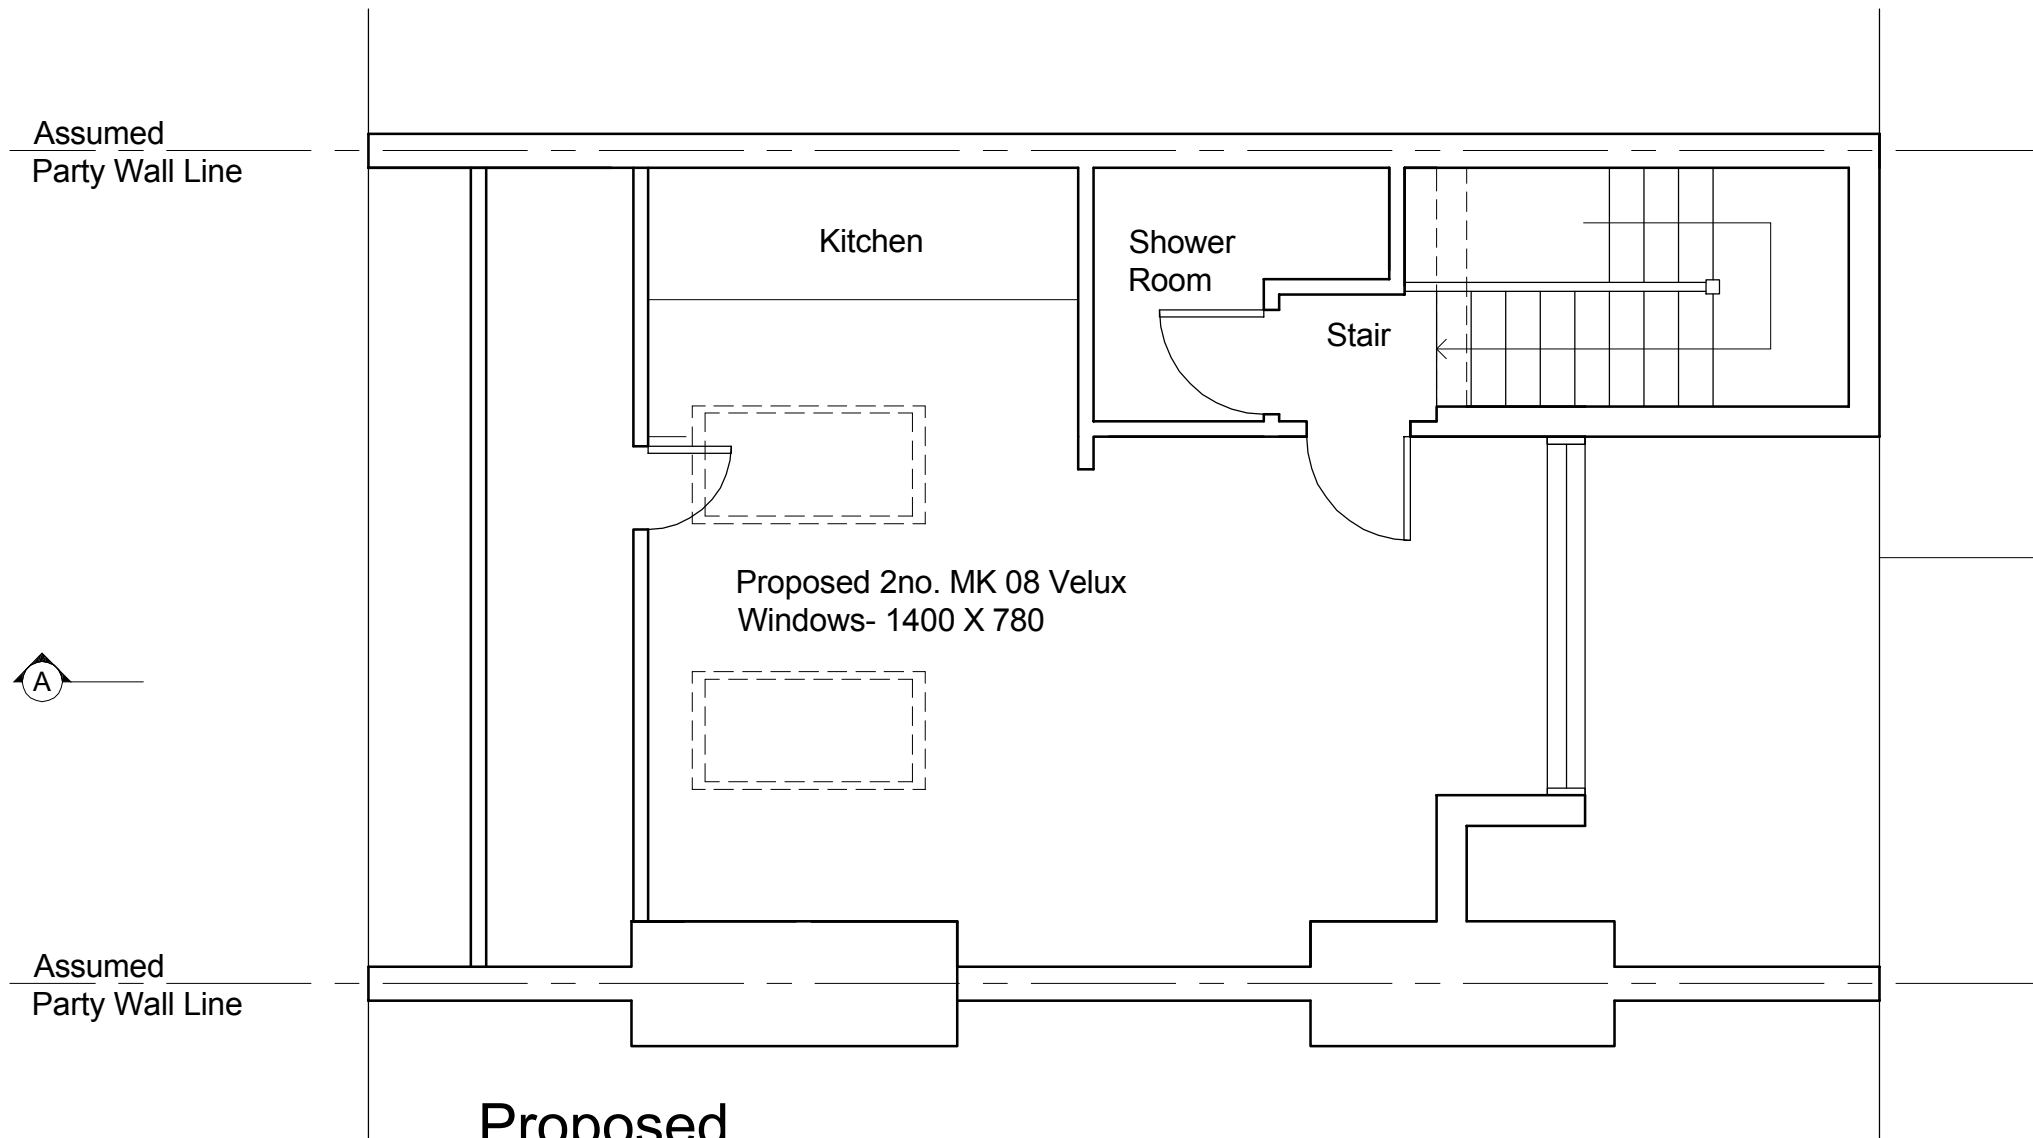 Assumed
Party Wall Line
Kitchen
Shower
Room
Stair
Proposed 2no. MK 08 Velux
Windows- 1400 X 780
A
Assumed
Party Wall Line
Proposed